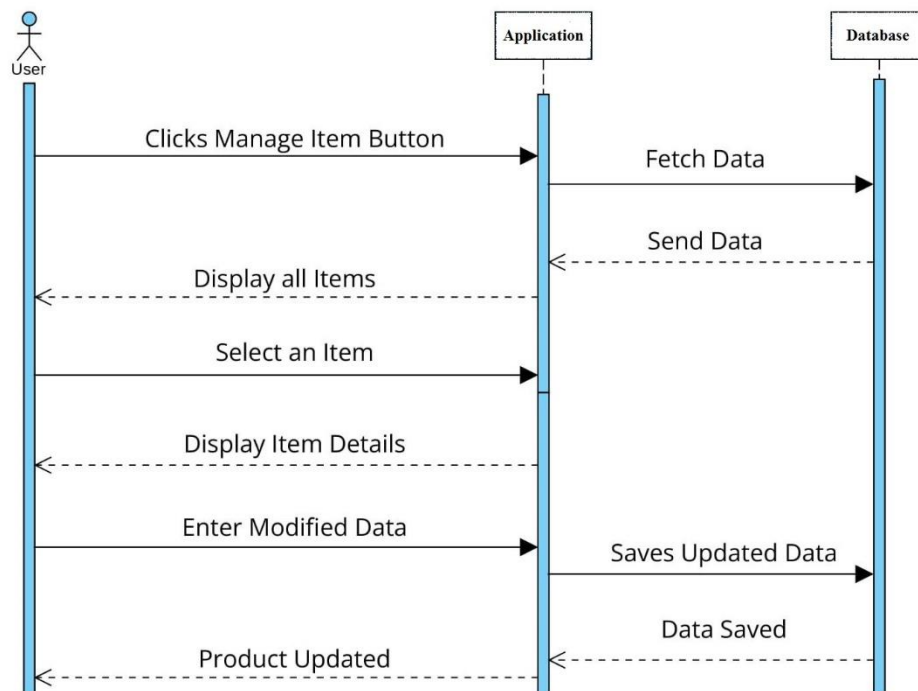 Application
Database
User
Clicks Manage Item Button
Fetch Data
Send Data
Display all Items
Select an Item
Display Item Details
Enter Modified Data
Saves Updated Data
Data Saved
Product Updated